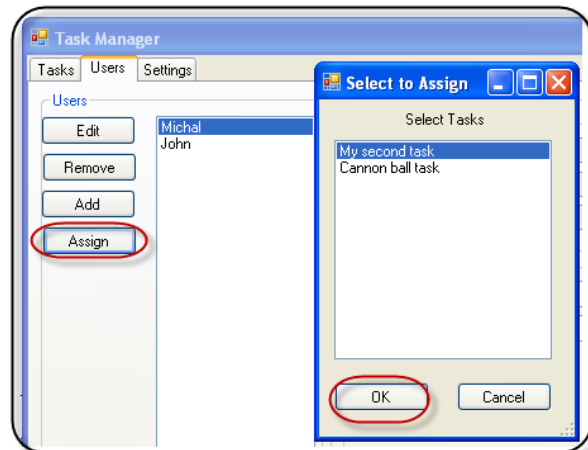 Task Manager
Tasks Users Settings
Users
Edit
Remove
Add
Assign
Michal
John
Select to Assign
Select Tasks
My second task
Cannon ball task
OK Cancel